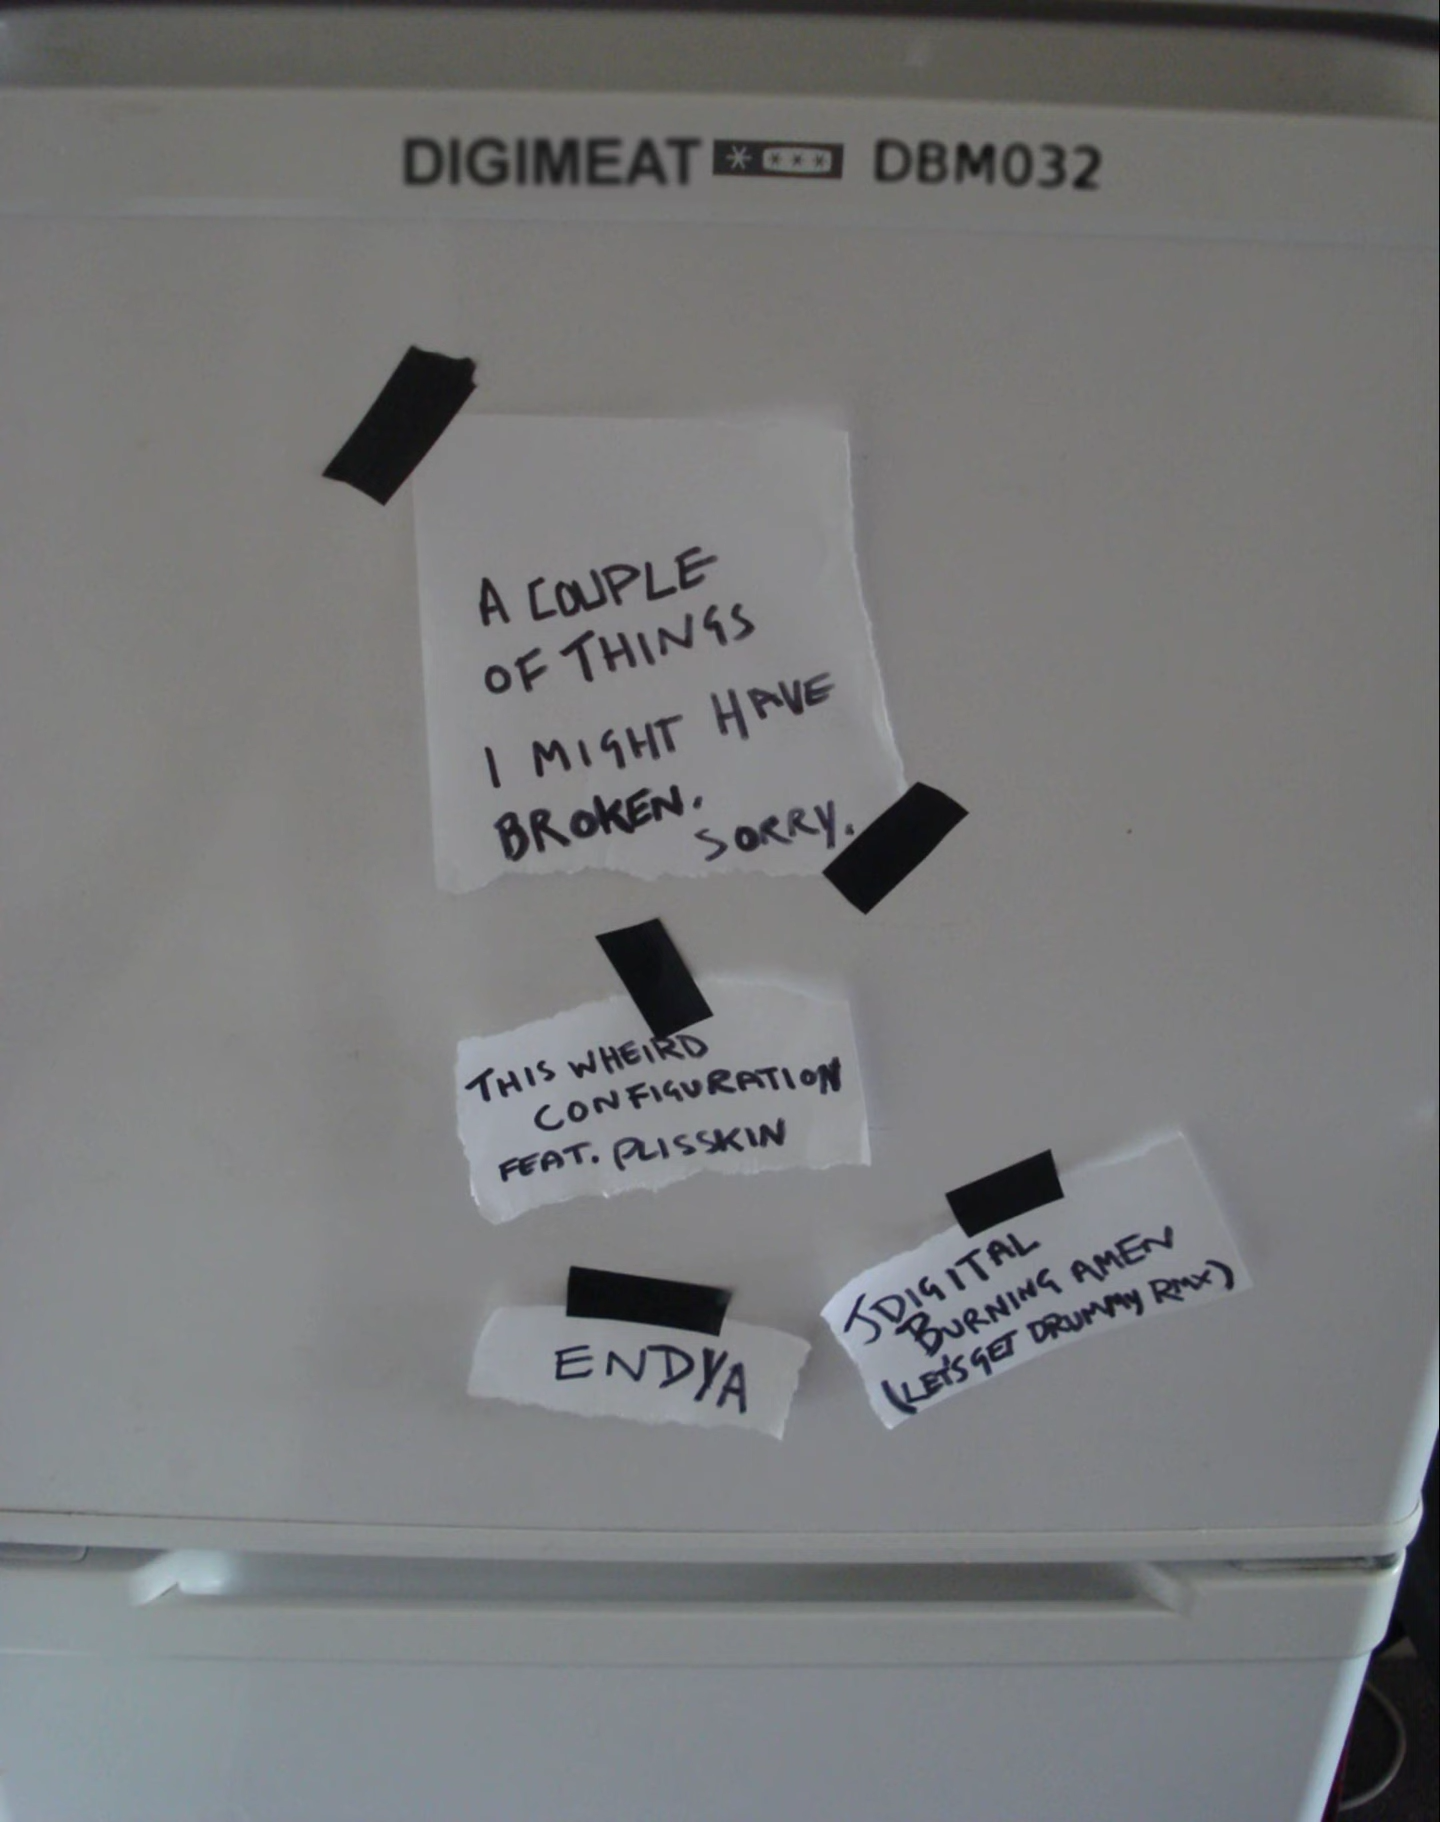 DIGIMEAT DBM032
A COUPLE
OF THINGS
I MIGHT HAVE
BROKEN.
SORRY.
THIS WHEIRD
CONFIGURATION
FEAT. PLISSKIN
ENDYA
JDIGITAL
BURNING AMEN
(LET'S GET DRUMMY RMX)